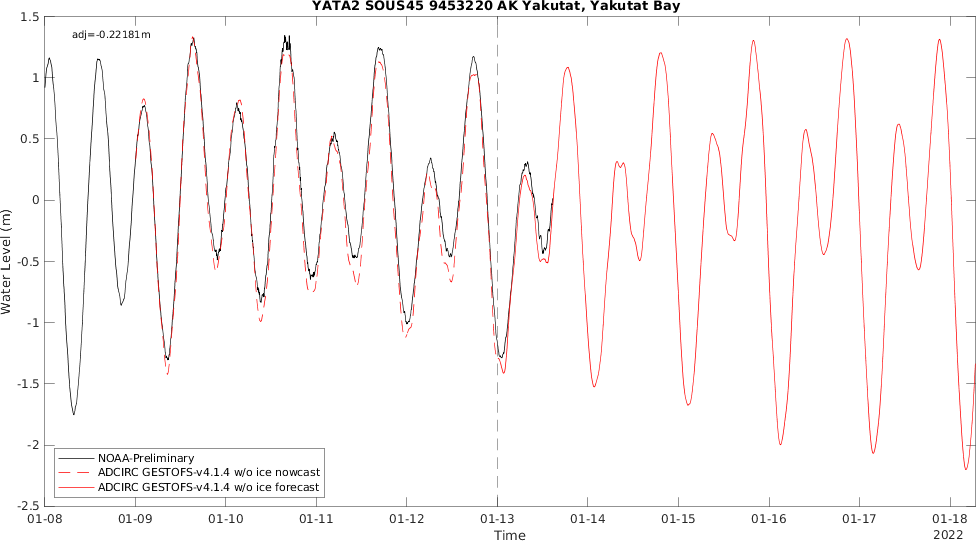 YATA2 SOUS45 9453220 AK Yakutat, Yakutat Bay
1.5
adj=-0.22181m
1
0.5
0
-0.5
-1
-1.5
-2
-2.5
Water Level (m)
NOAA-Preliminary
ADCIRC GESTOFS-v4.1.4 w/o ice nowcast
ADCIRC GESTOFS-v4.1.4 w/o ice forecast
01-08 01-09 01-10 01-11 01-12 01-13 01-14 01-15 01-16 01-17 01-18
Time 2022